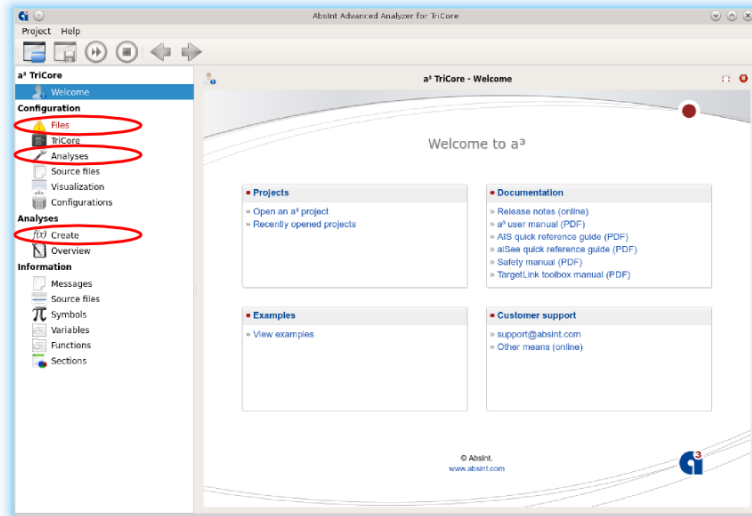 AbsInt Advanced Analyzer for TriCore
Project Help
a³ TriCore
Welcome
Configuration
Files
TriCore
Analyses
Source files
Visualization
Configurations
Analyses
f(x) Create
Overview
Information
Messages
Source files
π Symbols
Variables
Functions
Sections
a³ TriCore - Welcome
Welcome to a³
Projects
» Open an a³ project
» Recently opened projects
Documentation
» Release notes (online)
» a³ user manual (PDF)
» AIS quick reference guide (PDF)
» aiSee quick reference guide (PDF)
» Safety manual (PDF)
» TargetLink toolbox manual (PDF)
Examples
» View examples
Customer support
» support@absint.com
» Other means (online)
© AbsInt.
www.absint.com
a³